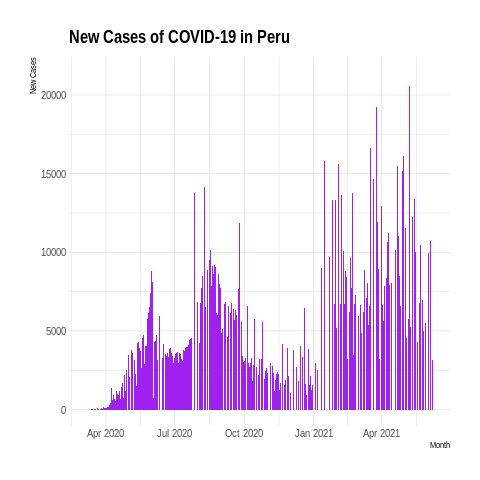 New Cases of COVID-19 in Peru
New Cases
20000
15000
10000
5000
0
Apr 2020 Jul 2020 Oct 2020 Jan 2021 Apr 2021
Month